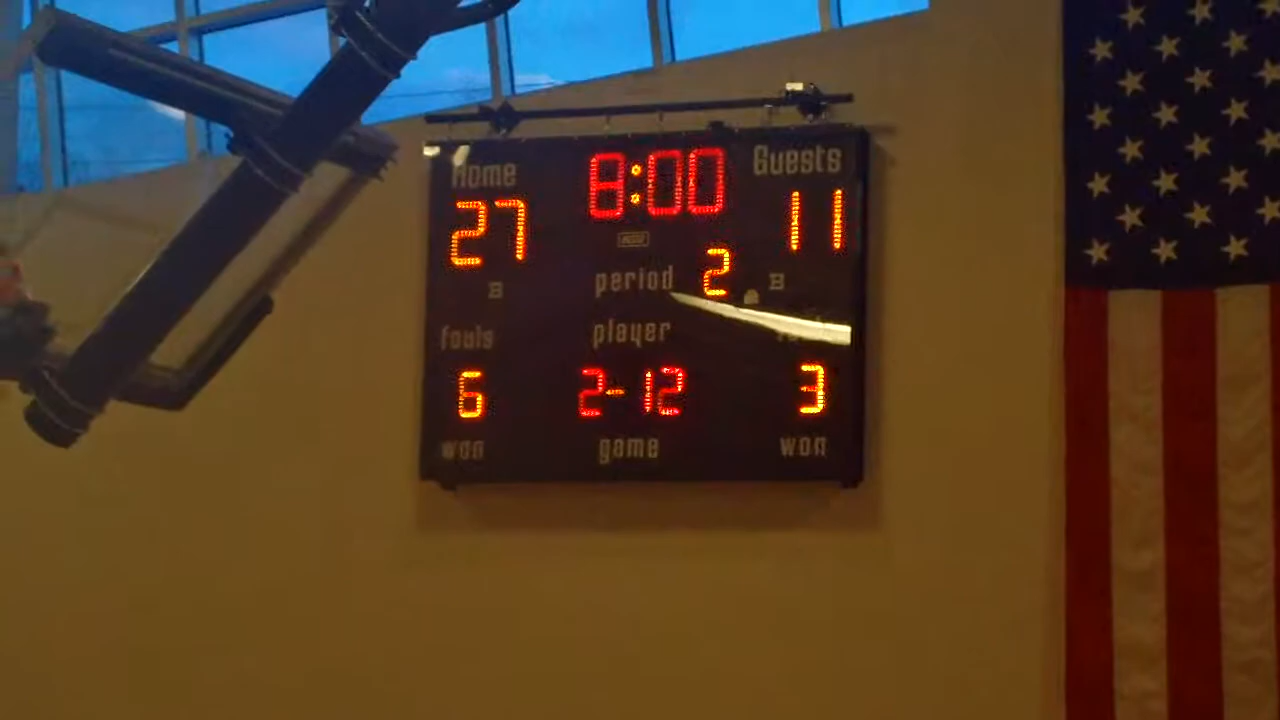 Home 8:00 Guests
27 11
period 2
B B
fouls player
6 2-12 3
won game won